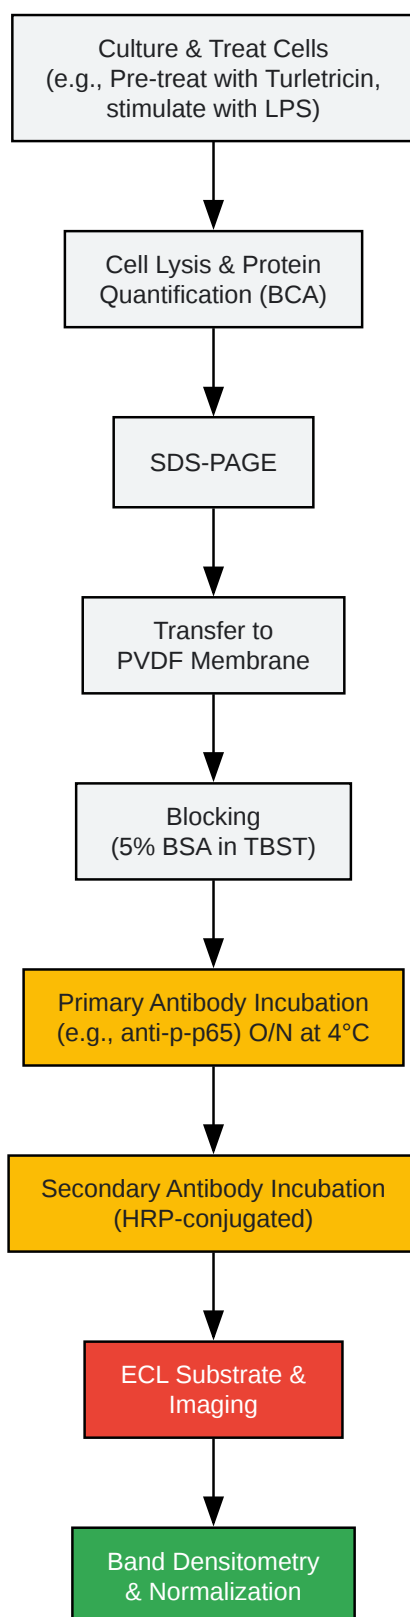 Culture & Treat Cells
(e.g., Pre-treat with Turletricin,
stimulate with LPS)
Cell Lysis & Protein
Quantification (BCA)
SDS-PAGE
Transfer to
PVDF Membrane
Blocking
(5% BSA in TBST)
Primary Antibody Incubation
(e.g., anti-p-p65) O/N at 4°C
Secondary Antibody Incubation
(HRP-conjugated)
ECL Substrate &
Imaging
Band Densitometry
& Normalization